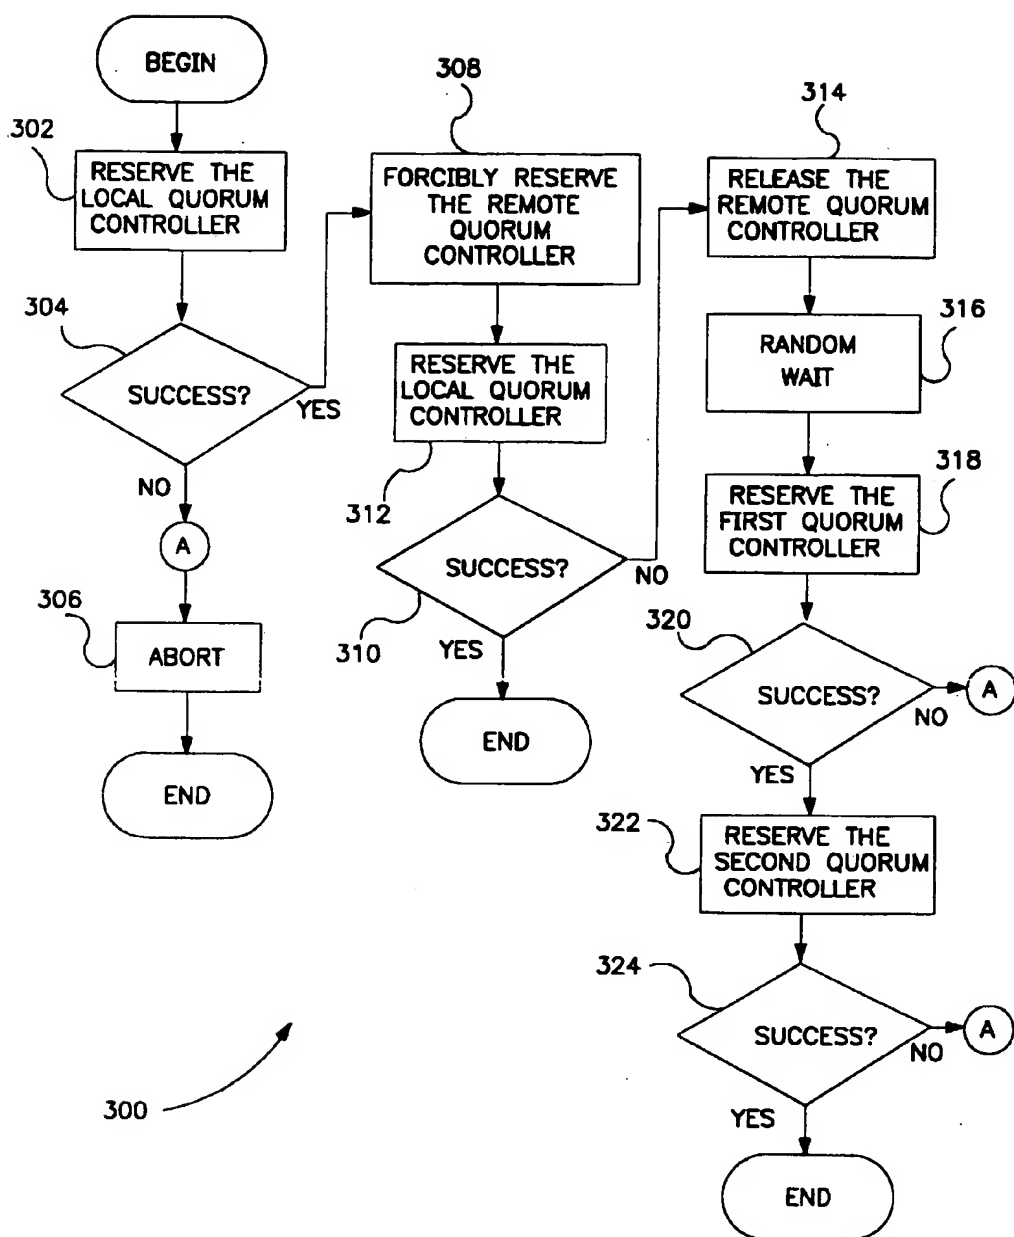 BEGIN
302
RESERVE THE
LOCAL QUORUM
CONTROLLER
304
SUCCESS?
YES
NO
A
306
ABORT
END
308
FORCIBLY RESERVE
THE REMOTE
QUORUM
CONTROLLER
RESERVE THE
LOCAL QUORUM
CONTROLLER
312
SUCCESS?
NO
310
YES
END
314
RELEASE THE
REMOTE QUORUM
CONTROLLER
316
RANDOM
WAIT
318
RESERVE THE
FIRST QUORUM
CONTROLLER
320
SUCCESS?
A
NO
YES
322
RESERVE THE
SECOND QUORUM
CONTROLLER
324
SUCCESS?
A
NO
YES
END
300